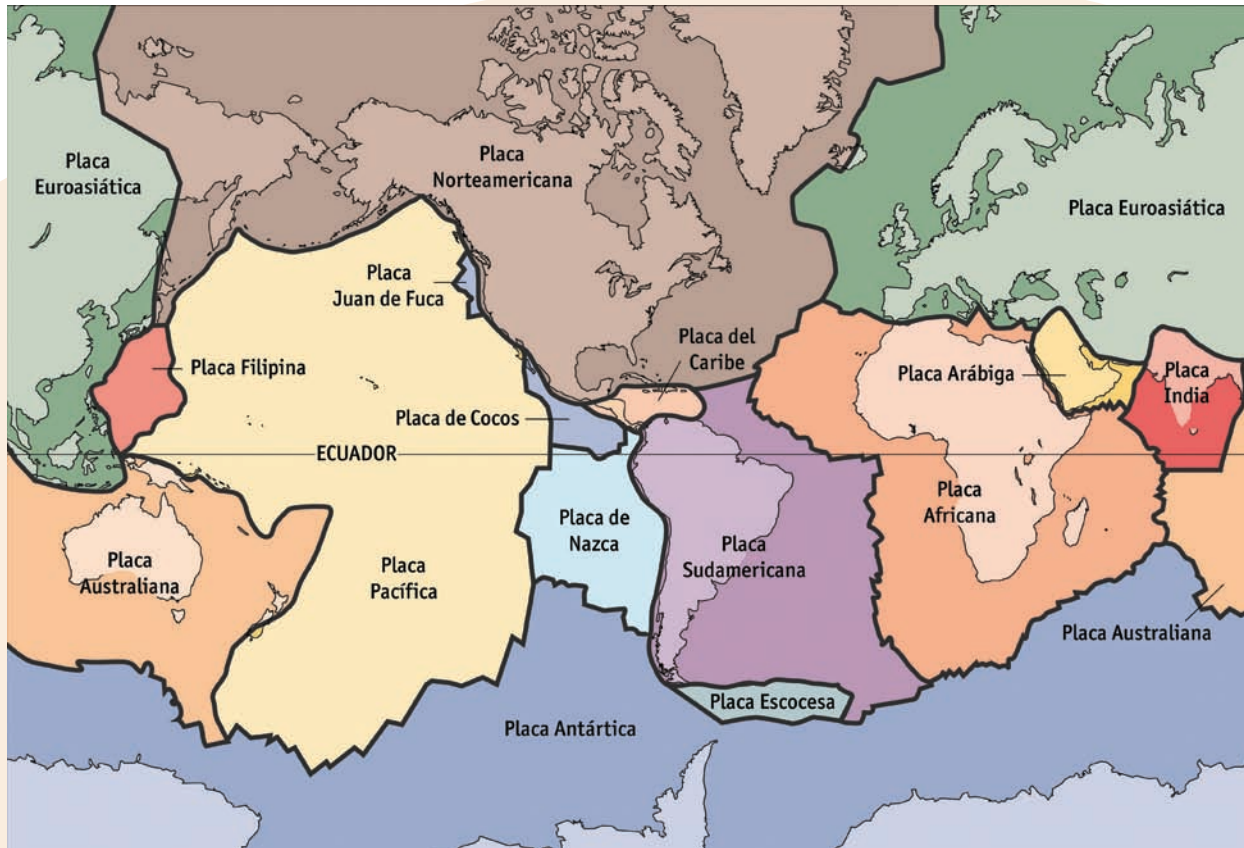 Placa
Euroasiática
Placa
Norteamericana
Placa Euroasiática
Placa
Juan de Fuca
Placa del
Caribe
Placa Filipina
Placa Arábiga
Placa
India
Placa de Cocos
ECUADOR
Placa
Australiana
Placa
Pacífica
Placa de
Nazca
Placa
Sudamericana
Placa
Africana
Placa Australiana
Placa Escocesa
Placa Antártica